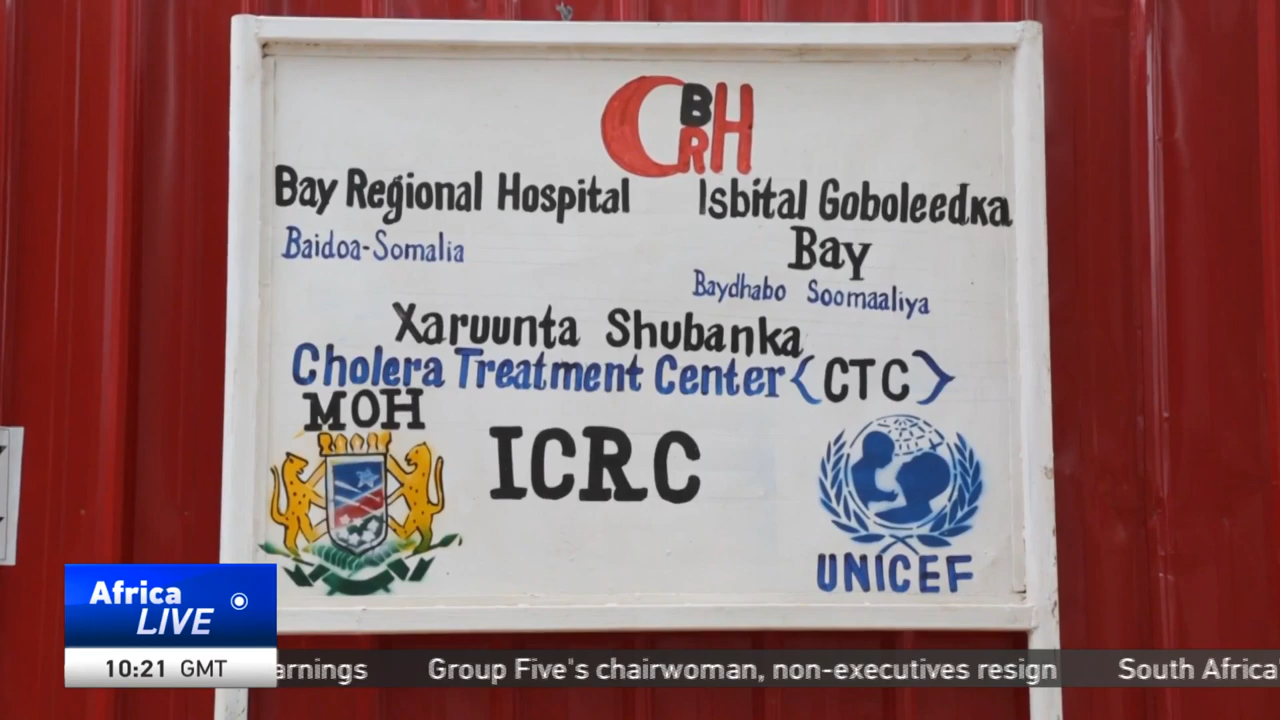 CBRH
Bay Regional Hospital
Baidoa-Somalia
Isbital Goboleedka
Bay
Baydhabo Soomaaliya
Xaruunta Shubanka
Cholera Treatment Center {CTC}
MOH
ICRC
UNICEF
Africa
LIVE
10:21 GMT
arnings Group Five's chairwoman, non-executives resign South Africa